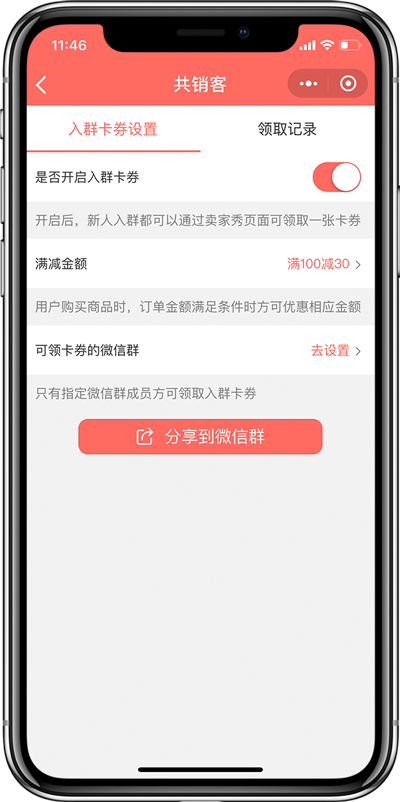 11:46
共销客
入群卡券设置
领取记录
是否开启入群卡券
开启后，新人入群都可以通过卖家秀页面可领取一张卡券
满减金额
满100减30
用户购买商品时，订单金额满足条件时方可优惠相应金额
可领卡券的微信群
去设置
只有指定微信群成员方可领取入群卡券
分享到微信群